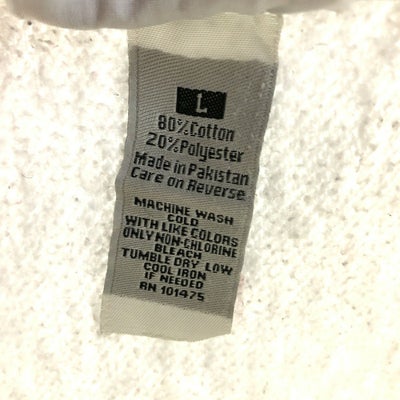 L
80%Cotton
20%Polyester
Made in Pakistan
Care on Reverse
MACHINE WASH
COLD
WITH LIKE COLORS
ONLY NON-CHLORINE
BLEACH
TUMBLE DRY LOW
COOL IRON
IF NEEDED
RN 101475